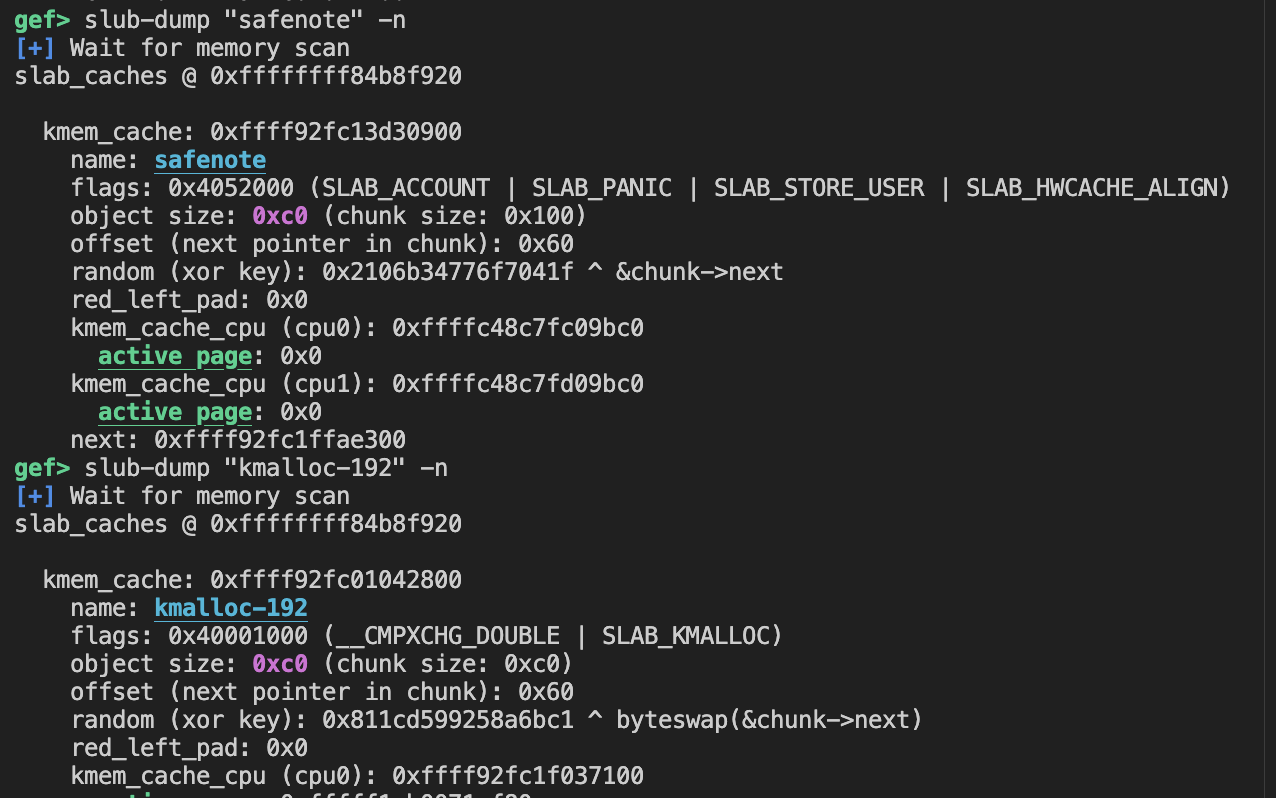 gef> slub-dump "safenote" -n
[+] Wait for memory scan
slab_caches @ 0xffffffff84b8f920
kmem_cache: 0xffff92fc13d30900
name: safenote
flags: 0x4052000 (SLAB_ACCOUNT | SLAB_PANIC | SLAB_STORE_USER | SLAB_HWCACHE_ALIGN)
object size: 0xc0 (chunk size: 0x100)
offset (next pointer in chunk): 0x60
random (xor key): 0x2106b34776f7041f ^ &chunk->next
red_left_pad: 0x0
kmem_cache_cpu (cpu0): 0xffffc48c7fc09bc0
active page: 0x0
kmem_cache_cpu (cpu1): 0xffffc48c7fd09bc0
active page: 0x0
next: 0xffff92fc1ffae300
gef> slub-dump "kmalloc-192" -n
[+] Wait for memory scan
slab_caches @ 0xffffffff84b8f920
kmem_cache: 0xffff92fc01042800
name: kmalloc-192
flags: 0x40001000 (__CMPXCHG_DOUBLE | SLAB_KMALLOC)
object size: 0xc0 (chunk size: 0xc0)
offset (next pointer in chunk): 0x60
random (xor key): 0x811cd599258a6bc1 ^ byteswap(&chunk->next)
red_left_pad: 0x0
kmem_cache_cpu (cpu0): 0xffff92fc1f037100